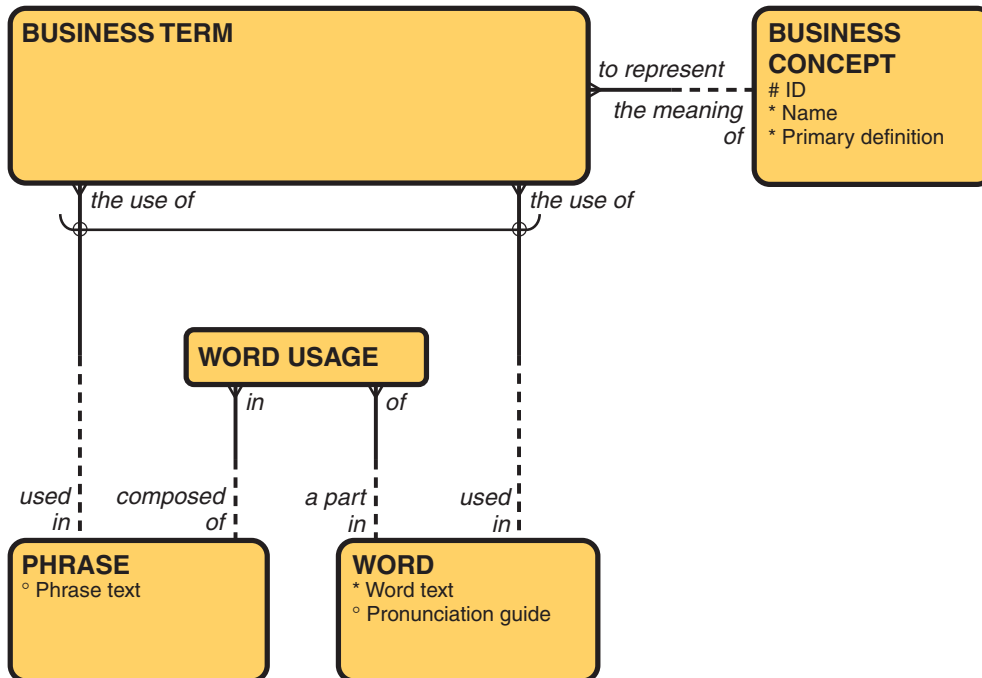 BUSINESS TERM
BUSINESS
CONCEPT
# ID
* Name
* Primary definition
to represent
the meaning
of
the use of
the use of
WORD USAGE
in
of
used
in
composed
of
a part
in
used
in
PHRASE
° Phrase text
WORD
* Word text
° Pronunciation guide